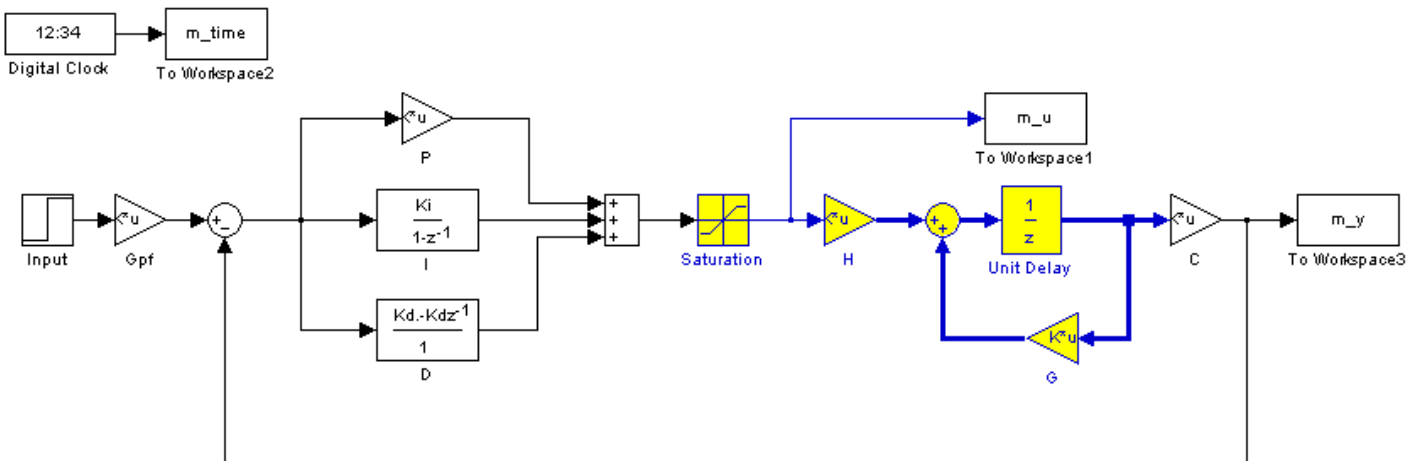 12:34
m_time
Digital Clock
To Workspace2
u
P
m_u
To Workspace1
Input
u
Gpf
+
−
Ki
1-z⁻¹
I
+
+
+
Saturation
u
H
+
+
1
z
Unit Delay
u
C
m_y
To Workspace3
Kd.-Kdz⁻¹
1
D
K*u
G